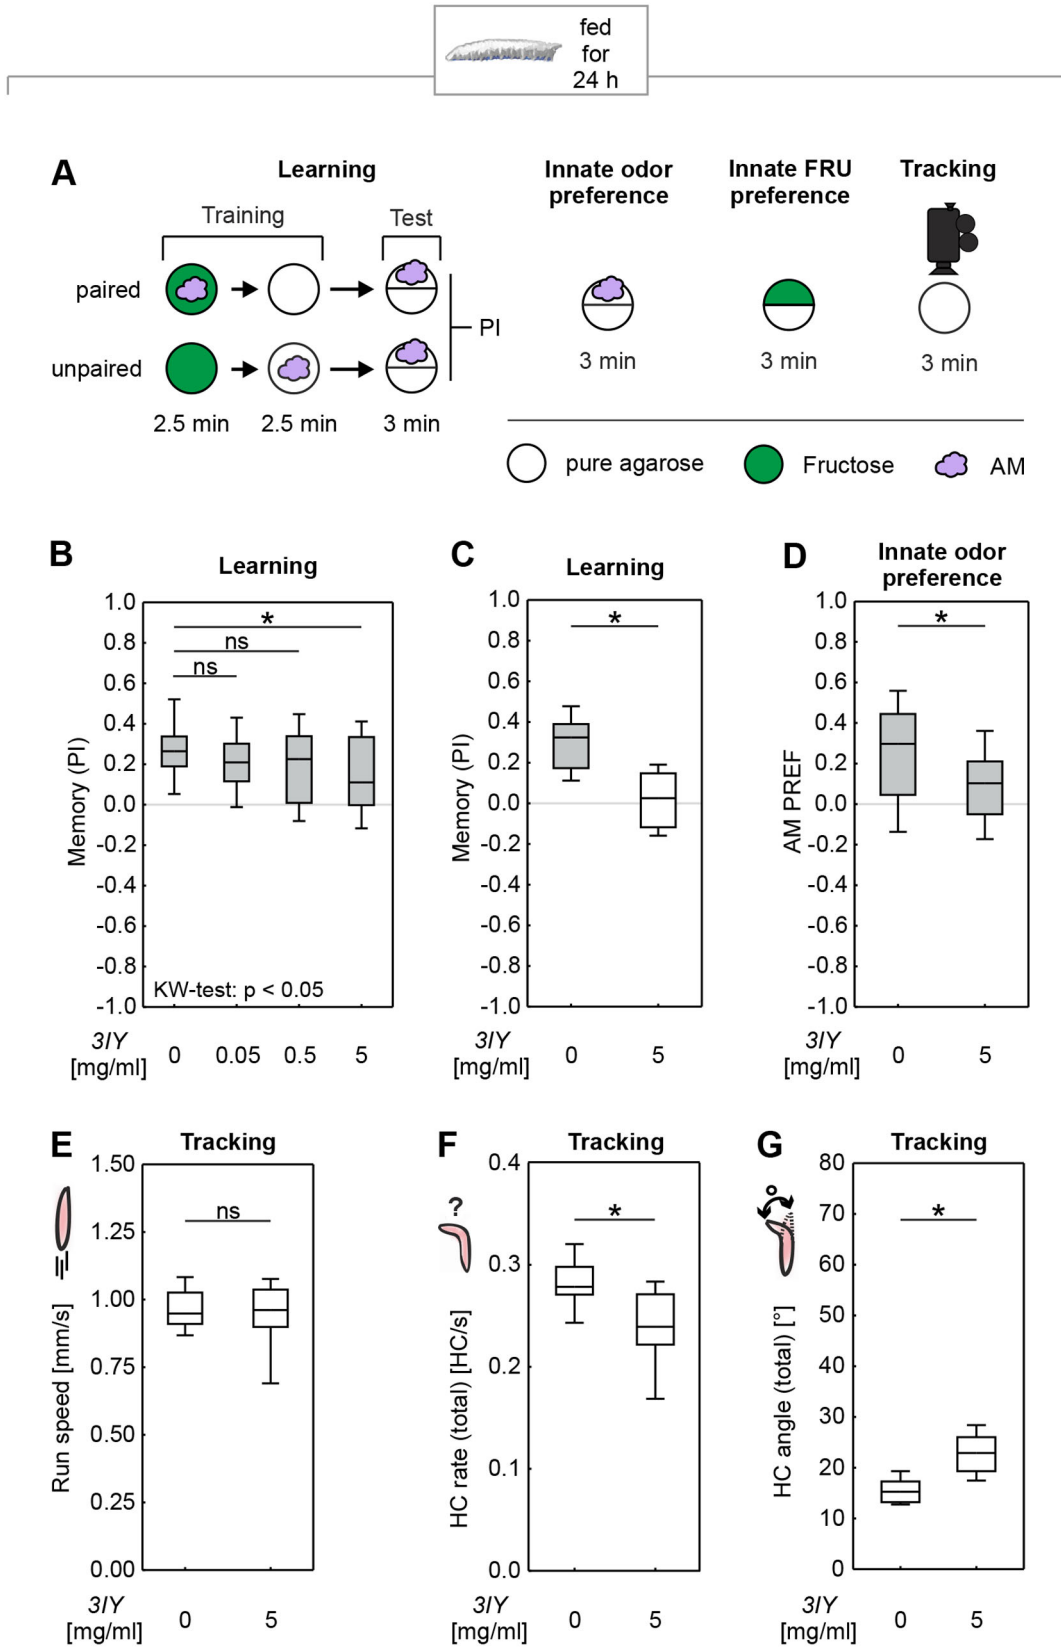 fed
for
24 h
A
Learning
Innate odor
preference
Innate FRU
preference
Tracking
Training
Test
paired
PI
unpaired
2.5 min
2.5 min
3 min
3 min
3 min
3 min
pure agarose
Fructose
AM
B
Learning
Memory (PI)
1.0
0.8
0.6
0.4
0.2
0.0
-0.2
-0.4
-0.6
-0.8
-1.0
*
ns
ns
KW-test: p < 0.05
3IY
[mg/ml]
0 0.05 0.5 5
C
Learning
Memory (PI)
1.0
0.8
0.6
0.4
0.2
0.0
-0.2
-0.4
-0.6
-0.8
-1.0
*
3IY
[mg/ml]
0 5
D
Innate odor
preference
AM PREF
1.0
0.8
0.6
0.4
0.2
0.0
-0.2
-0.4
-0.6
-0.8
-1.0
*
3IY
[mg/ml]
0 5
E
Tracking
Run speed [mm/s]
1.50
1.25
1.00
0.75
0.50
0.25
0.00
ns
3IY
[mg/ml]
0 5
F
Tracking
?
HC rate (total) [HC/s]
0.4
0.3
0.2
0.1
0.0
*
3IY
[mg/ml]
0 5
G
Tracking
°
HC angle (total) [°]
80
70
60
50
40
30
20
10
0
*
3IY
[mg/ml]
0 5